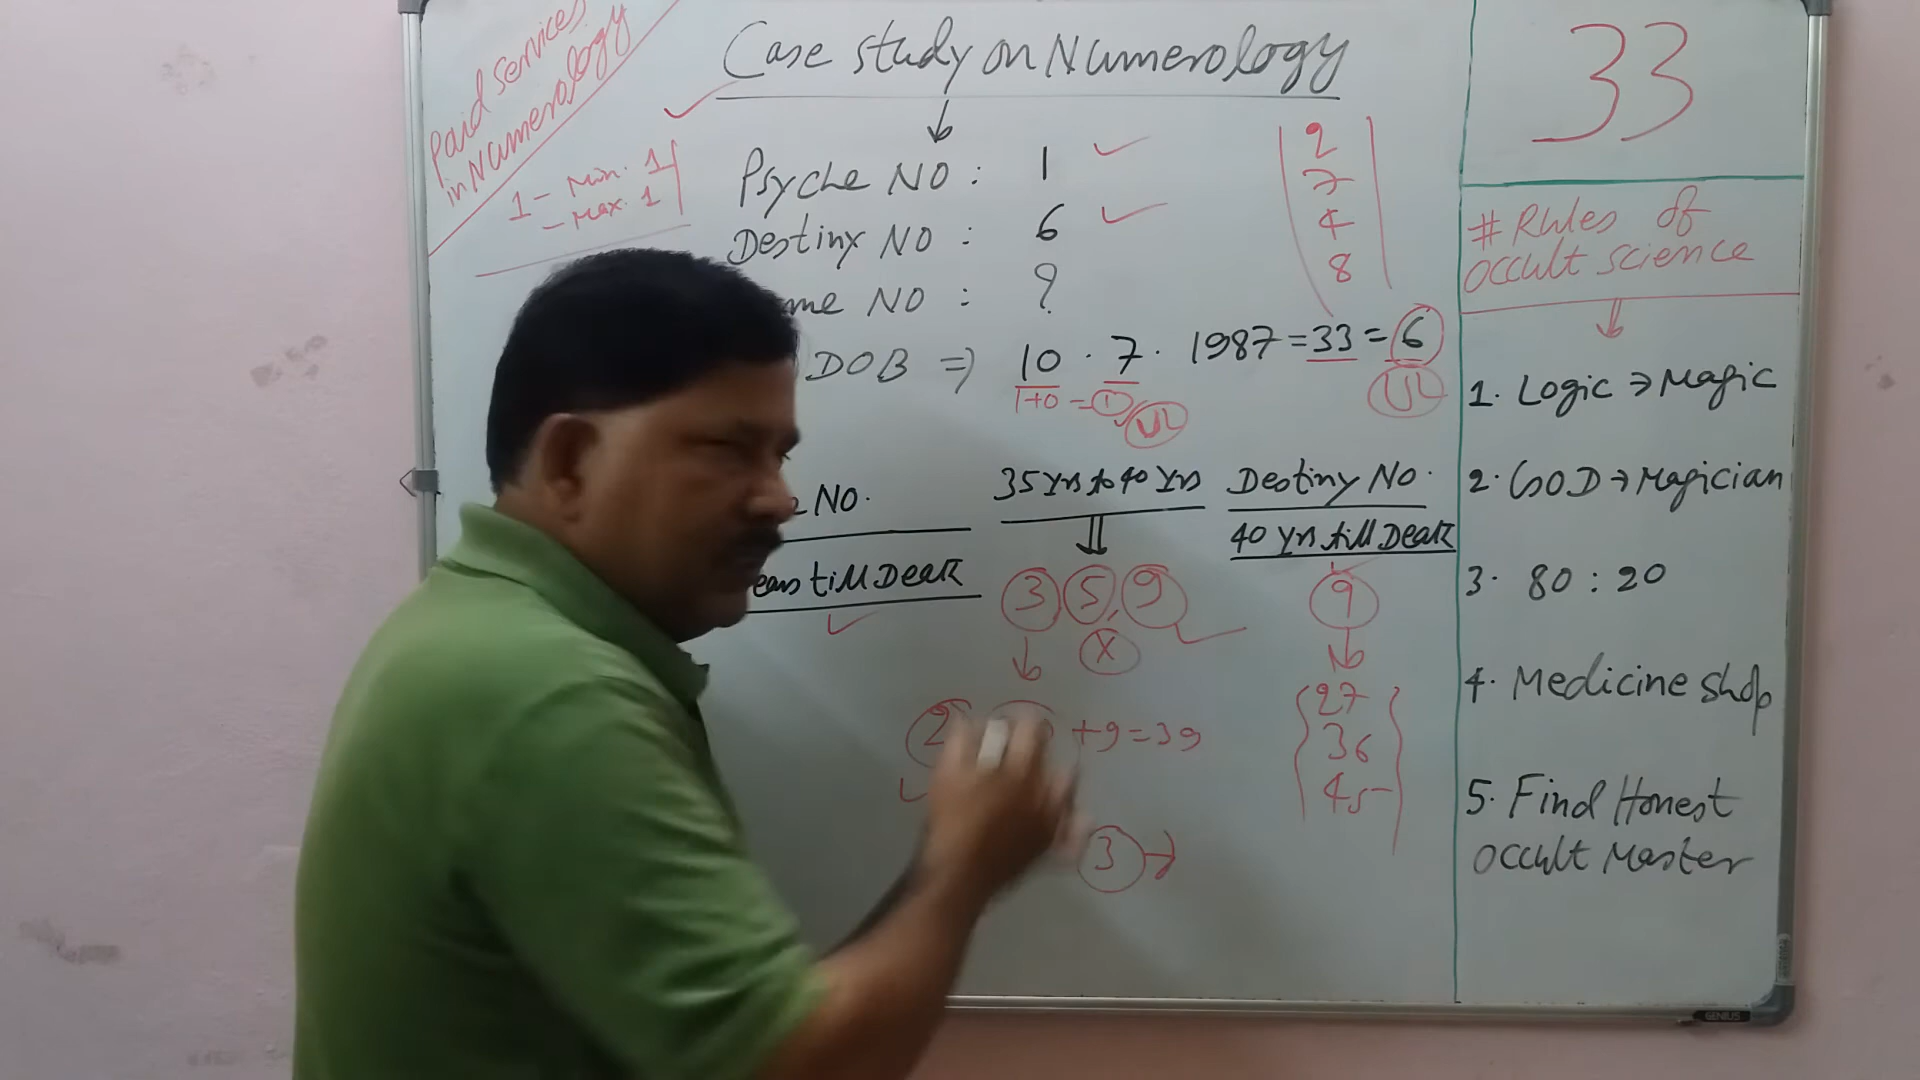 Paid services
in Numerology
1 - Min. 1
- Max. 1
Case study on Numerology
Psyche NO : 1
Destiny NO : 6
me NO : ?
DOB ⇒ 10 . 7 . 1987 = 33 = 6
1+0 = 1
2
7
4
8
NO.
till Death
35 Yrs to 40 Yrs
3 5, 9
X
2
+9=39
3 →
Destiny NO.
40 Yrs till Death
9
27
36
45
33
# Rules of
occult science
1. Logic → Magic
2. GOD → Magician
3. 80 : 20
4. Medicine shop
5. Find Honest
occult Master
GENIUS